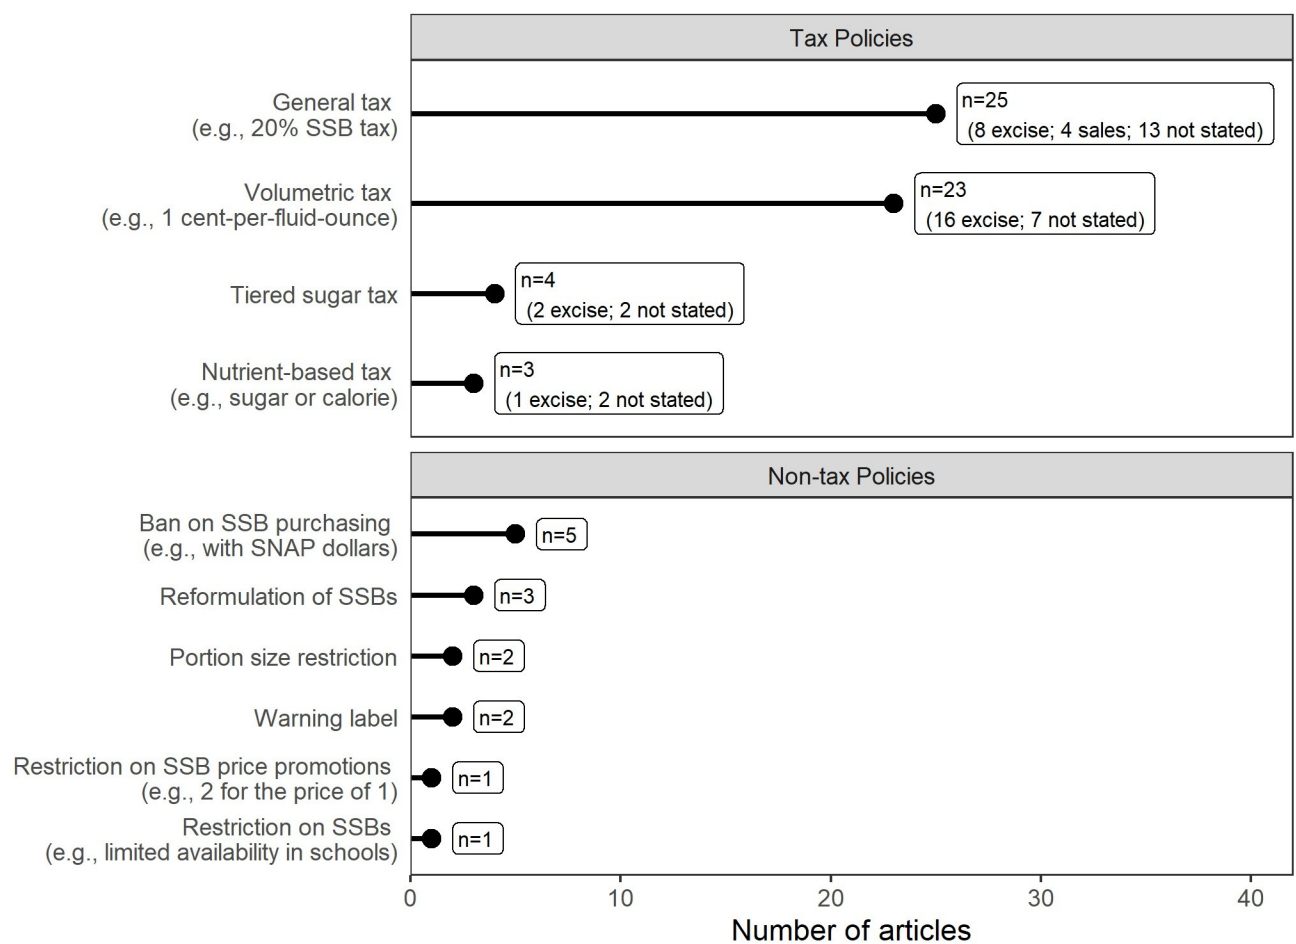 Tax Policies
General tax
(e.g., 20% SSB tax)
n=25
(8 excise; 4 sales; 13 not stated)
Volumetric tax
(e.g., 1 cent-per-fluid-ounce)
n=23
(16 excise; 7 not stated)
Tiered sugar tax
n=4
(2 excise; 2 not stated)
Nutrient-based tax
(e.g., sugar or calorie)
n=3
(1 excise; 2 not stated)
Non-tax Policies
Ban on SSB purchasing
(e.g., with SNAP dollars)
n=5
Reformulation of SSBs
n=3
Portion size restriction
n=2
Warning label
n=2
Restriction on SSB price promotions
(e.g., 2 for the price of 1)
n=1
Restriction on SSBs
(e.g., limited availability in schools)
n=1
0 10 20 30 40
Number of articles